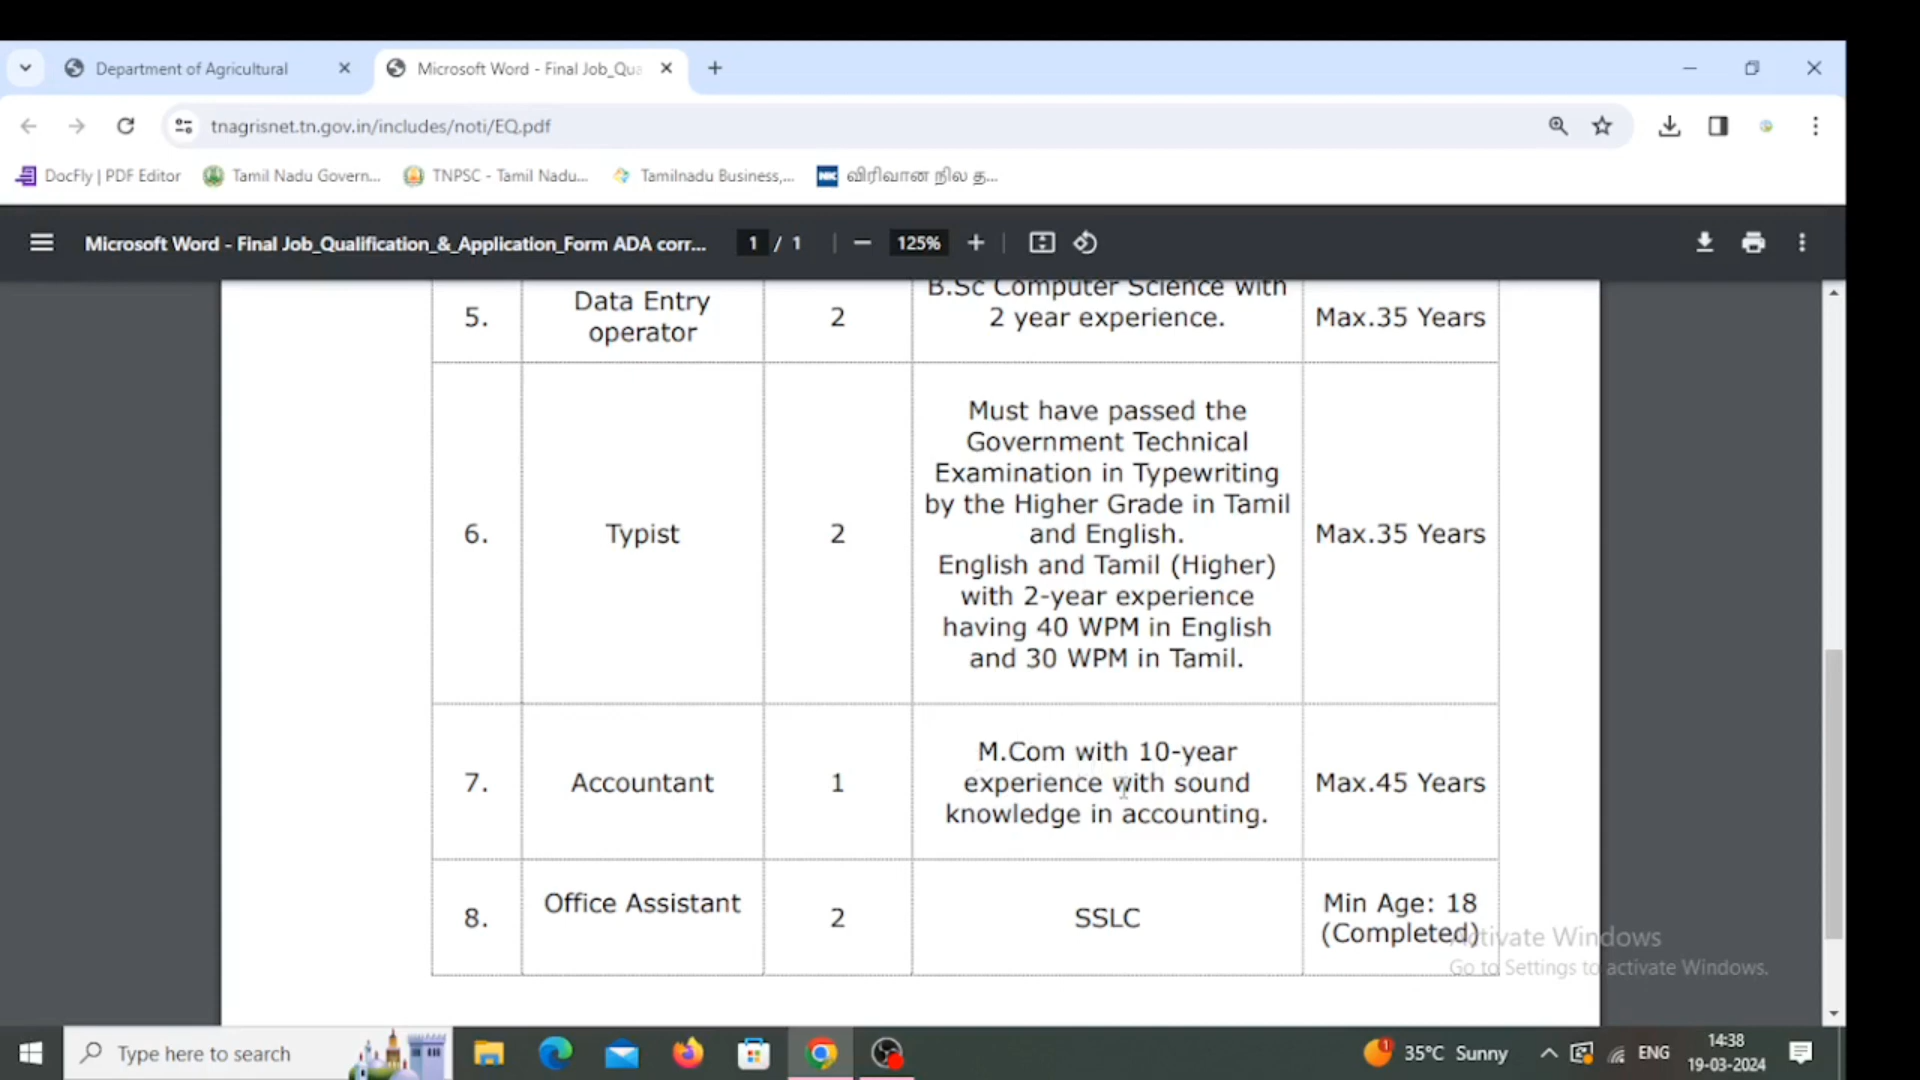 Department of Agricultural
Microsoft Word - Final Job_Qua
tnagrisnet.tn.gov.in/includes/noti/EQ.pdf
DocFly | PDF Editor
Tamil Nadu Govern...
TNPSC - Tamil Nadu...
Tamilnadu Business,...
விரிவான நில த...
Microsoft Word - Final Job_Qualification_&_Application_Form ADA corr...
1 / 1
125%
5.
Data Entry
operator
2
B.Sc Computer Science with
2 year experience.
Max.35 Years
6.
Typist
2
Must have passed the
Government Technical
Examination in Typewriting
by the Higher Grade in Tamil
and English.
English and Tamil (Higher)
with 2-year experience
having 40 WPM in English
and 30 WPM in Tamil.
Max.35 Years
7.
Accountant
1
M.Com with 10-year
experience with sound
knowledge in accounting.
Max.45 Years
8.
Office Assistant
2
SSLC
Min Age: 18
(Completed)
Activate Windows
Go to Settings to activate Windows.
Type here to search
35°C Sunny
ENG
14:38
19-03-2024